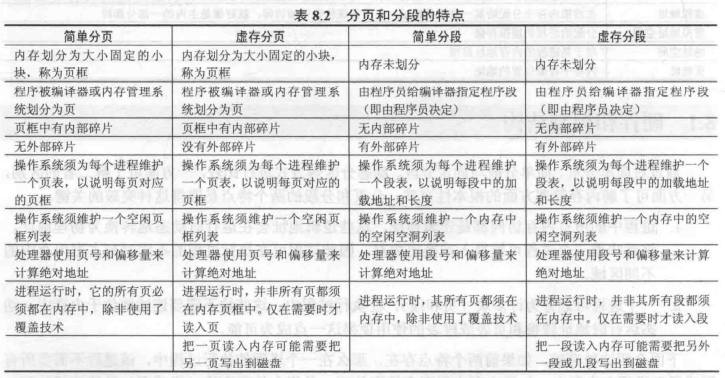 表 8.2 分页和分段的特点
简单分页 虚存分页 简单分段 虚存分段
内存划分为大小固定的小块，称为页框 内存划分为大小固定的小块，称为页框 内存未划分 内存未划分
程序被编译器或内存管理系统划分为页 程序被编译器或内存管理系统划分为页 由程序员给编译器指定程序段（即由程序员决定） 由程序员给编译器指定程序段（即由程序员决定）
页框中有内部碎片 页框中有内部碎片 无内部碎片 无内部碎片
无外部碎片 没有外部碎片 有外部碎片 有外部碎片
操作系统须为每个进程维护一个页表，以说明每页对应的页框 操作系统须为每个进程维护一个页表，以说明每页对应的页框 操作系统须为每个进程维护一个段表，以说明每段中的加载地址和长度 操作系统须为每个进程维护一个段表，以说明每段中的加载地址和长度
操作系统须维护一个空闲页框列表 操作系统须维护一个空闲页框列表 操作系统须维护一个内存中的空闲空洞列表 操作系统须维护一个内存中的空闲空洞列表
处理器使用页号和偏移量来计算绝对地址 处理器使用页号和偏移量来计算绝对地址 处理器使用段号和偏移量来计算绝对地址 处理器使用段号和偏移量来计算绝对地址
进程运行时，它的所有页必须都在内存中，除非使用了覆盖技术 进程运行时，并非所有页都须在内存页框中。仅在需要时才读入页 进程运行时，其所有页都须在内存中，除非使用了覆盖技术 进程运行时，并非其所有段都须在内存中。仅在需要时才读入段
把一页读入内存可能需要把另一页写出到磁盘 把一段读入内存可能需要把另外一段或几段写出到磁盘